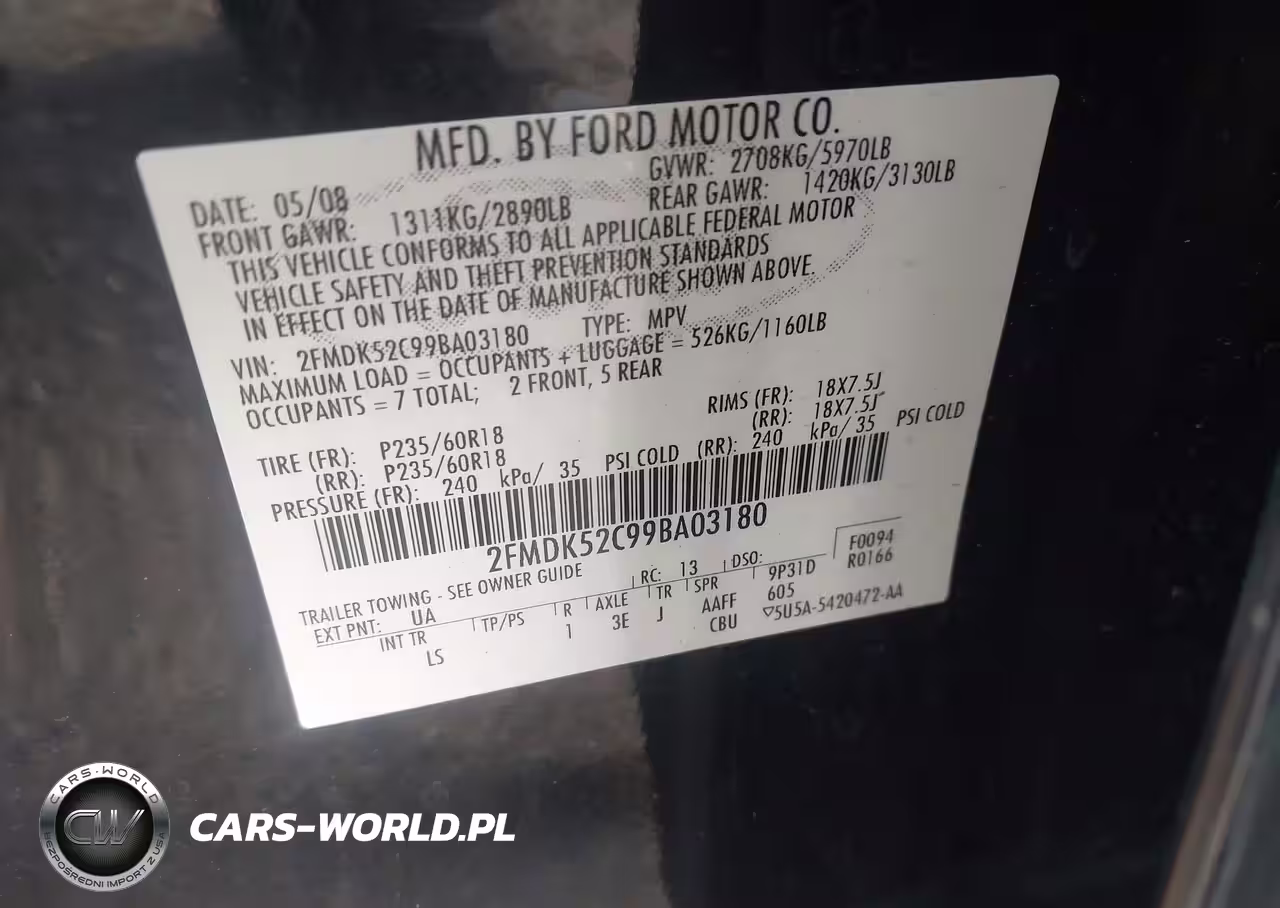 MFD. BY FORD MOTOR CO.
DATE: 05/08 GVWR: 2708KG/5970LB
FRONT GAWR: 1311KG/2890LB REAR GAWR: 1420KG/3130LB
THIS VEHICLE CONFORMS TO ALL APPLICABLE FEDERAL MOTOR
VEHICLE SAFETY AND THEFT PREVENTION STANDARDS
IN EFFECT ON THE DATE OF MANUFACTURE SHOWN ABOVE.
VIN: 2FMDK52C99BA03180 TYPE: MPV
MAXIMUM LOAD = OCCUPANTS + LUGGAGE = 526KG/1160LB
OCCUPANTS = 7 TOTAL; 2 FRONT, 5 REAR
TIRE (FR): P235/60R18 RIMS (FR): 18X7.5J
(RR): P235/60R18 (RR): 18X7.5J
PRESSURE (FR): 240 kPa/ 35 PSI COLD (RR): 240 kPa/ 35 PSI COLD
2FMDK52C99BA03180
TRAILER TOWING - SEE OWNER GUIDE
EXT PNT: UA RC: 13 DSO: F0094
R0166
INT TR TP/PS R AXLE TR SPR 9P31D
LS 1 3E J AAFF 605
CBU ▽5U5A-5420472-AA
CARS-WORLD
CW
BEZPOŚREDNI IMPORT Z USA
CARS-WORLD.PL